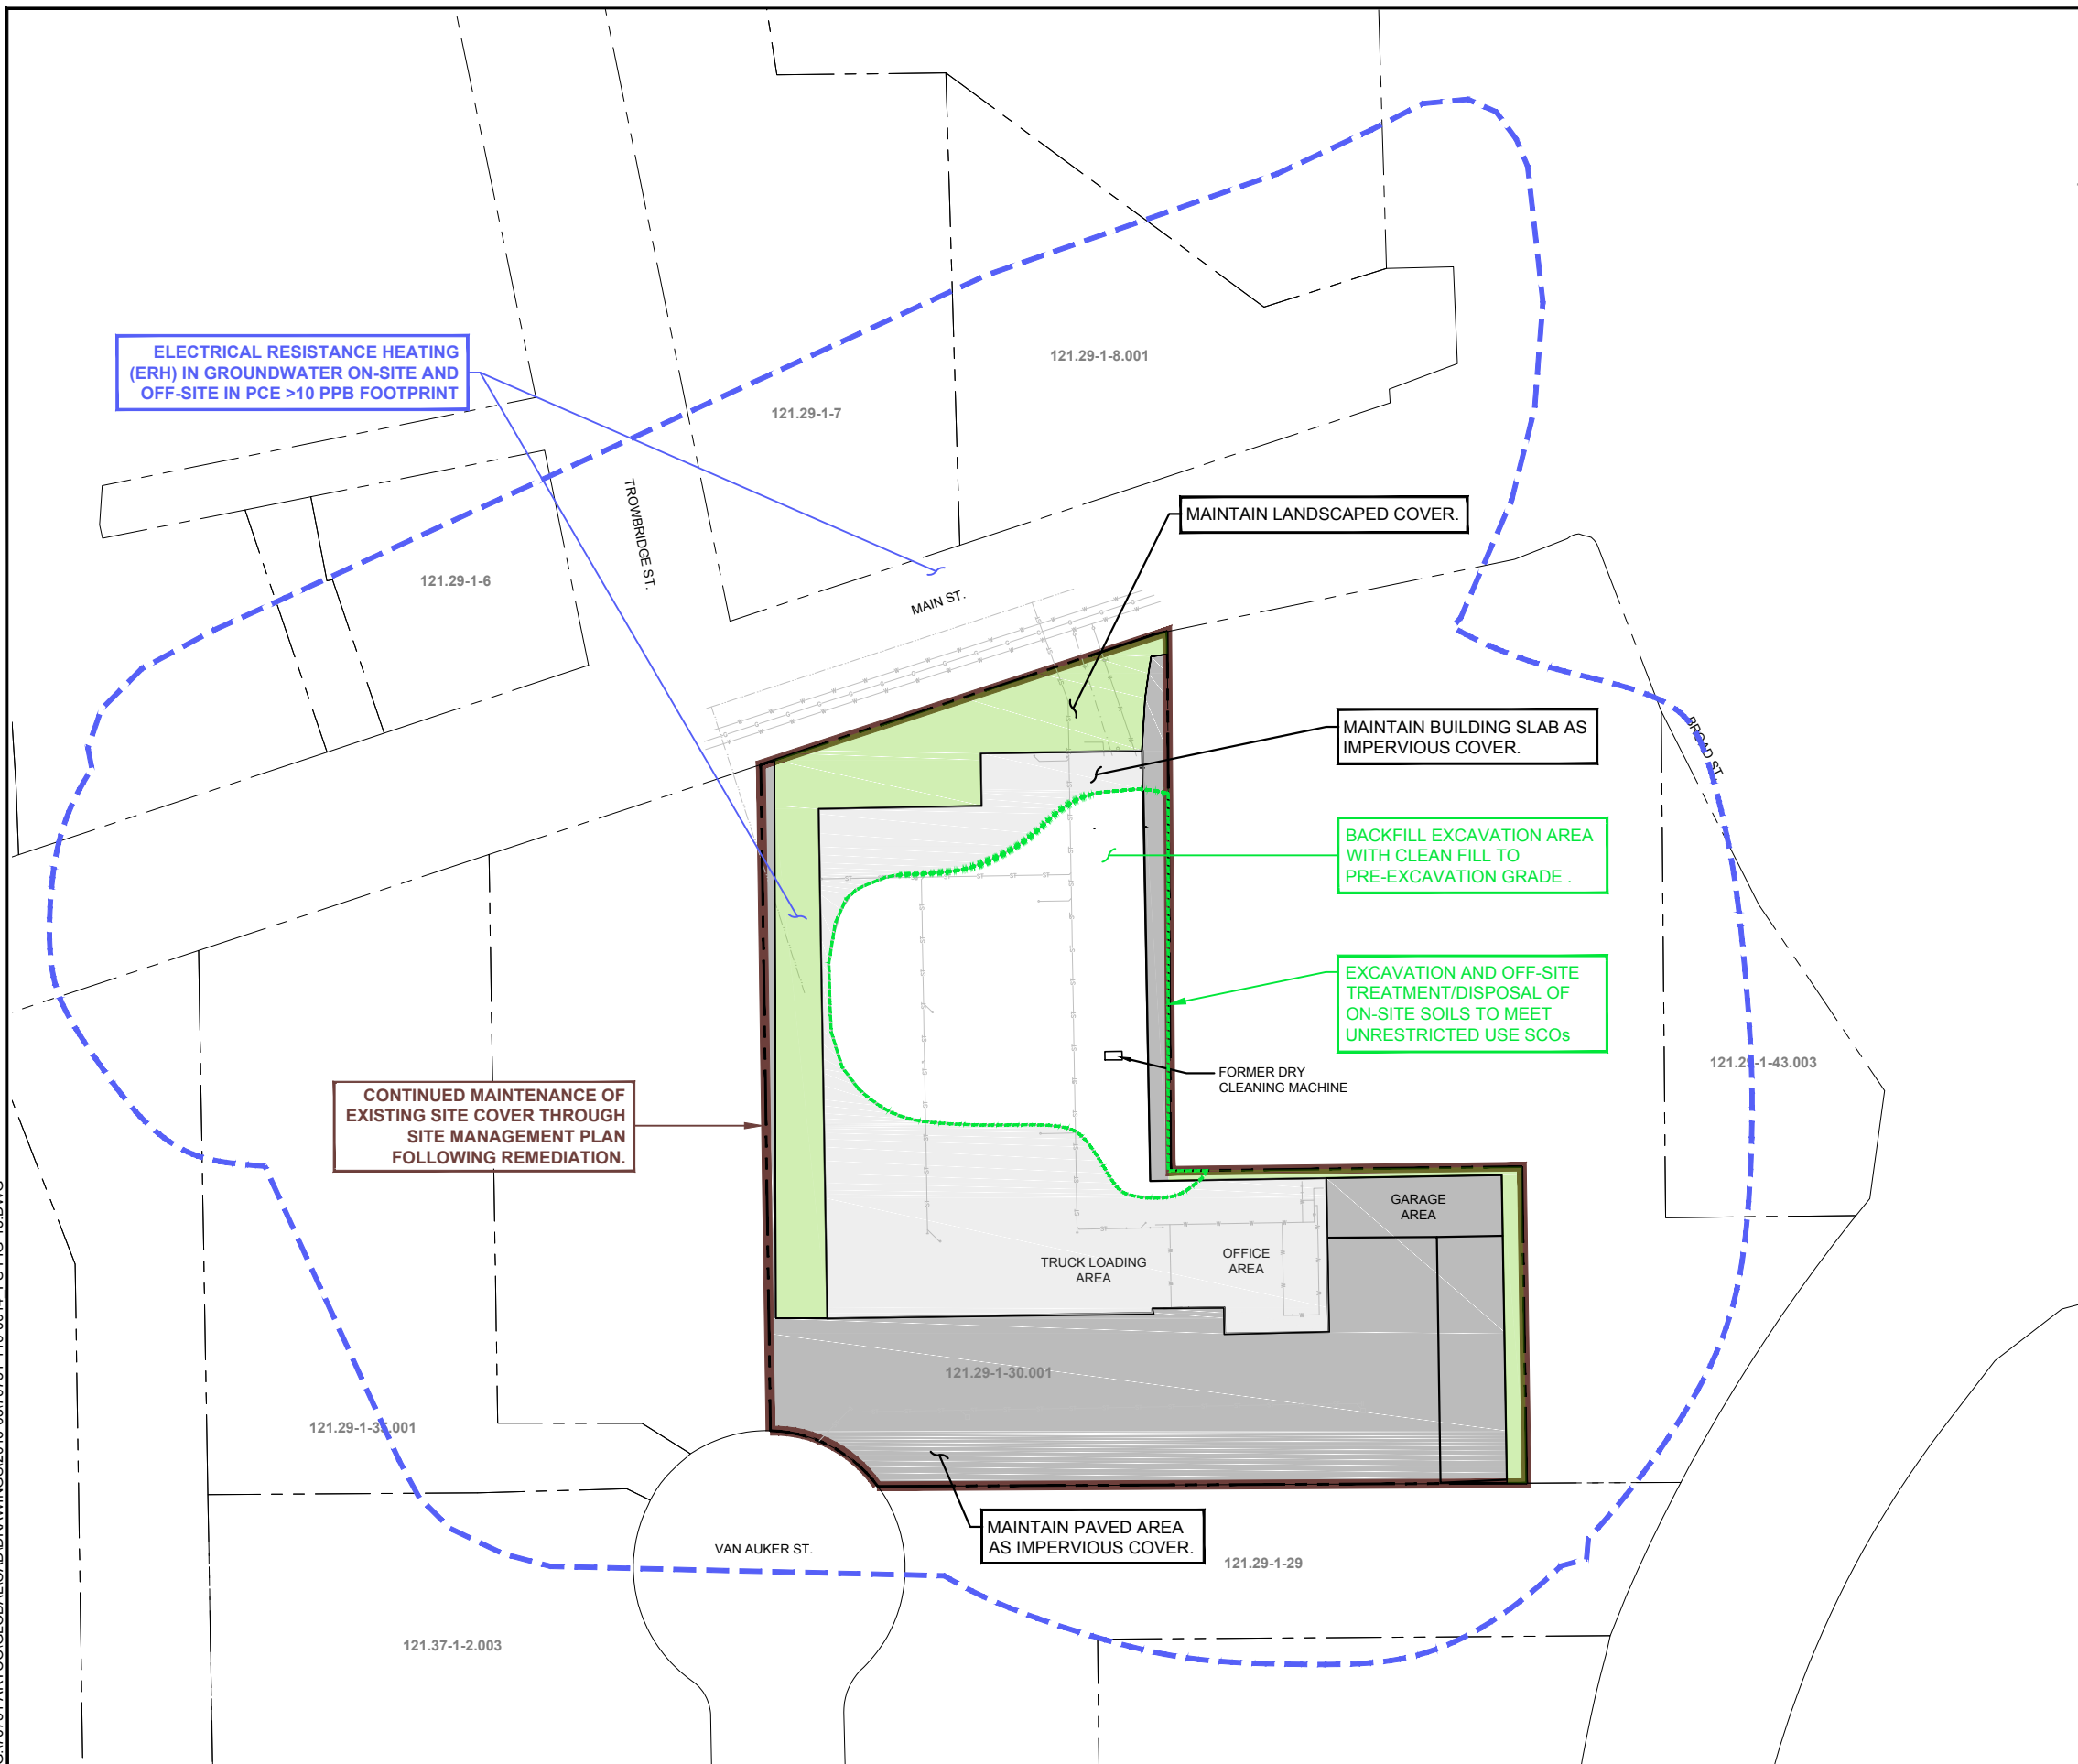 ELECTRICAL RESISTANCE HEATING
(ERH) IN GROUNDWATER ON-SITE AND
OFF-SITE IN PCE >10 PPB FOOTPRINT
121.29-1-8.001
121.29-1-7
TROWBRIDGE ST.
MAINTAIN LANDSCAPED COVER.
121.29-1-6
MAIN ST.
MAINTAIN BUILDING SLAB AS
IMPERVIOUS COVER.
BROAD ST.
BACKFILL EXCAVATION AREA
WITH CLEAN FILL TO
PRE-EXCAVATION GRADE .
EXCAVATION AND OFF-SITE
TREATMENT/DISPOSAL OF
ON-SITE SOILS TO MEET
UNRESTRICTED USE SCOs
121.29-1-43.003
FORMER DRY
CLEANING MACHINE
CONTINUED MAINTENANCE OF
EXISTING SITE COVER THROUGH
SITE MANAGEMENT PLAN
FOLLOWING REMEDIATION.
GARAGE
AREA
TRUCK LOADING
AREA
OFFICE
AREA
121.29-1-30.001
MAINTAIN PAVED AREA
AS IMPERVIOUS COVER.
VAN AUKER ST.
121.29-1-29
121.37-1-2.003